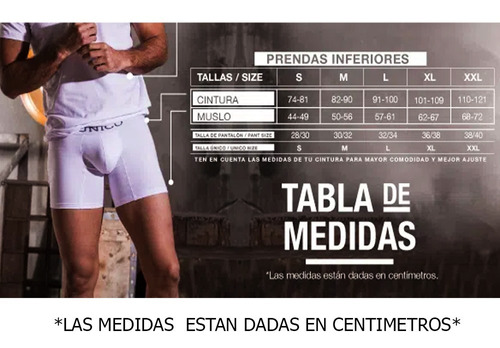 PRENDAS INFERIORES
TALLAS / SIZE S M L XL XXL
CINTURA 74-81 82-90 91-100 101-109 110-121
MUSLO 44-49 50-56 57-61 62-67 68-72
TALLA DE PANTALÓN / PANT SIZE 28/30 30/32 32/34 36/38 38/40
TALLA ÚNICO / UNICO SIZE S M L XL XXL
TEN EN CUENTA LAS MEDIDAS DE TU CINTURA PARA MAYOR COMODIDAD Y MEJOR AJUSTE
UNICO
TABLA DE
MEDIDAS
*Las medidas están dadas en centímetros.
*LAS MEDIDAS ESTAN DADAS EN CENTIMETROS*